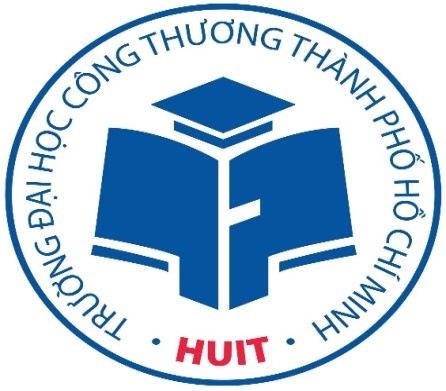 TRƯỜNG ĐẠI HỌC CÔNG THƯƠNG THÀNH PHỐ HỒ CHÍ MINH
• HUIT •